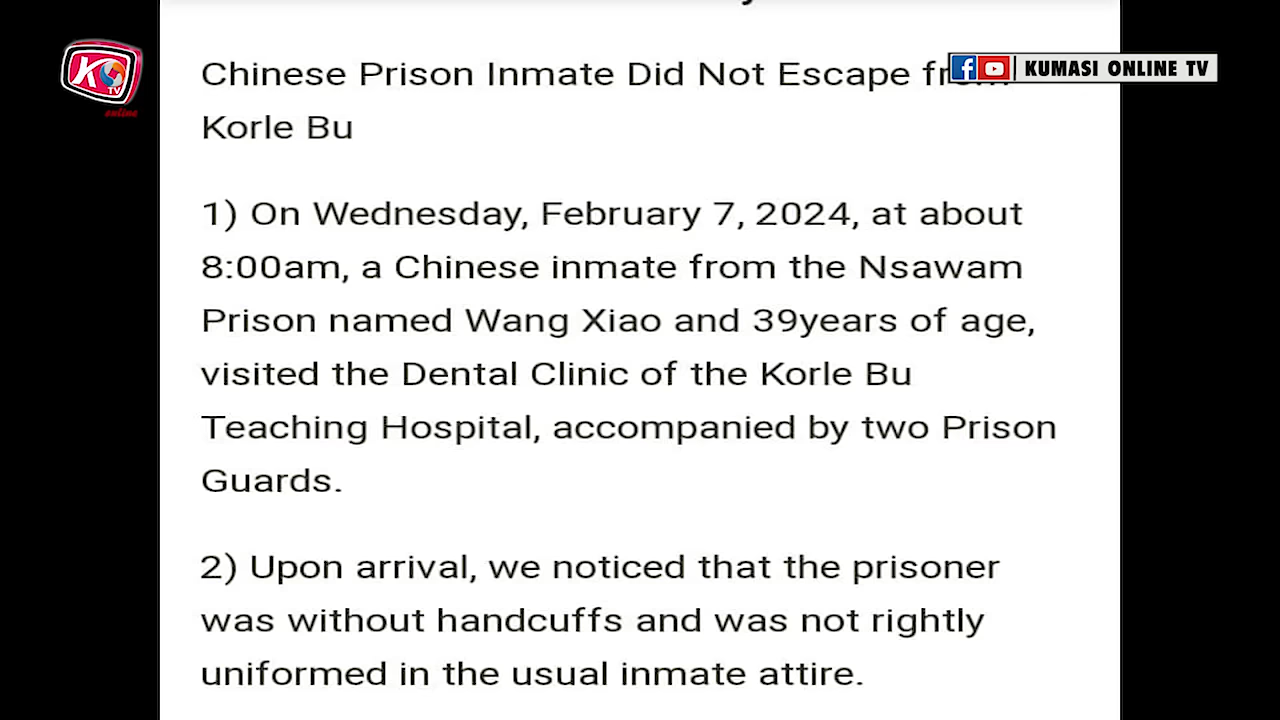 Chinese Prison Inmate Did Not Escape
Korle Bu
1) On Wednesday, February 7, 2024, at about
8:00am, a Chinese inmate from the Nsawam
Prison named Wang Xiao and 39years of age,
visited the Dental Clinic of the Korle Bu
Teaching Hospital, accompanied by two Prison
Guards.
2) Upon arrival, we noticed that the prisoner
was without handcuffs and was not rightly
uniformed in the usual inmate attire.
KUMASI ONLINE TV
K TV
online